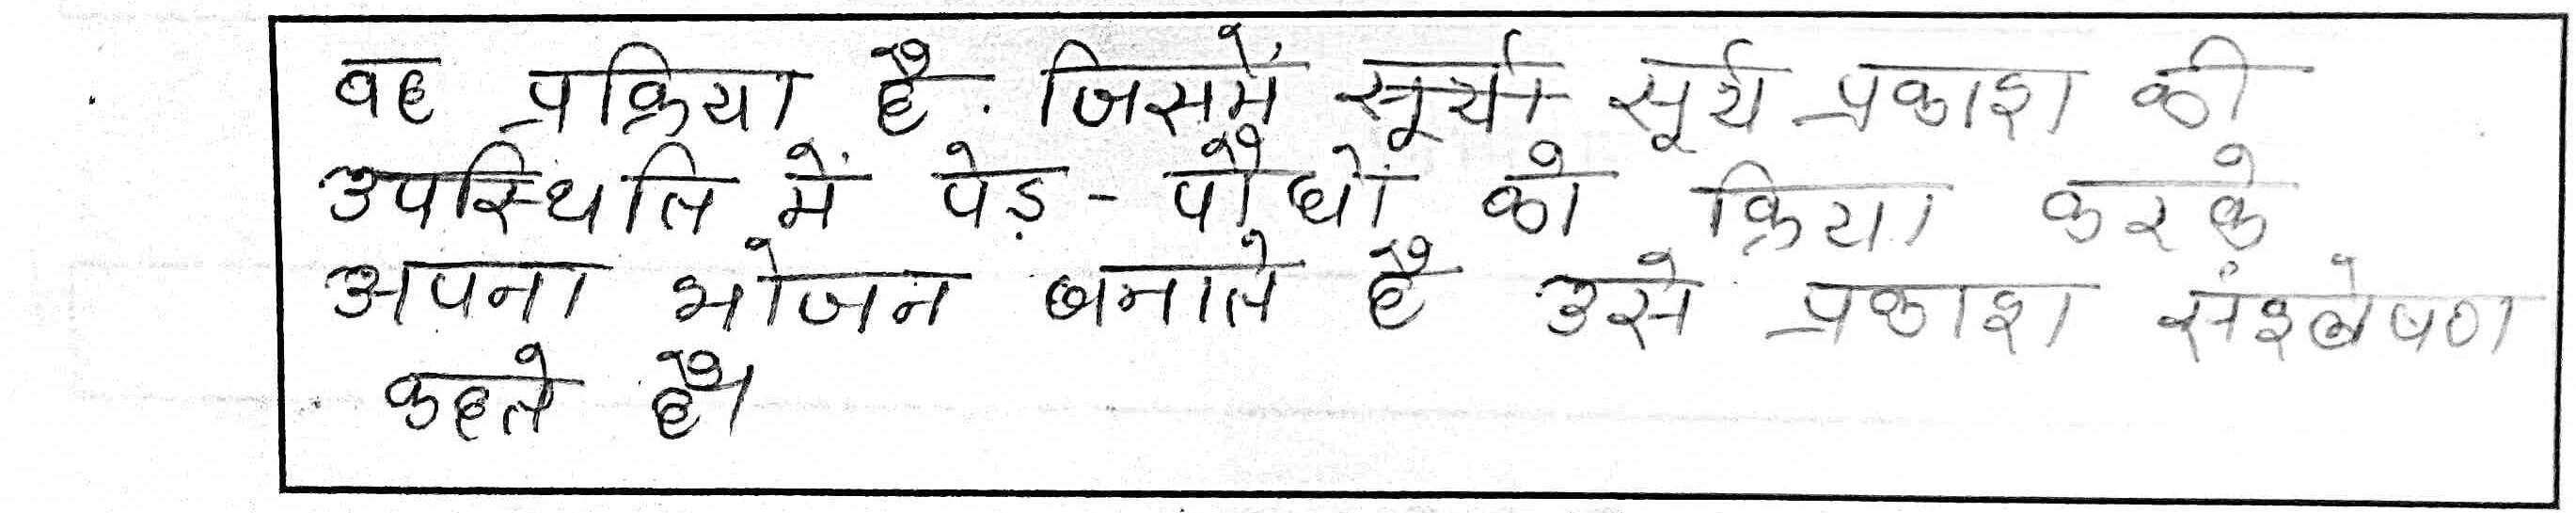 वह प्रक्रिया है. जिसमें सूर्या सूर्य प्रकाश की
उपस्थिति में पेड़ - पौधों को क्रिया करके
अपना भोजन बनाते है उसे प्रकाश संश्लेषण
कहते है।